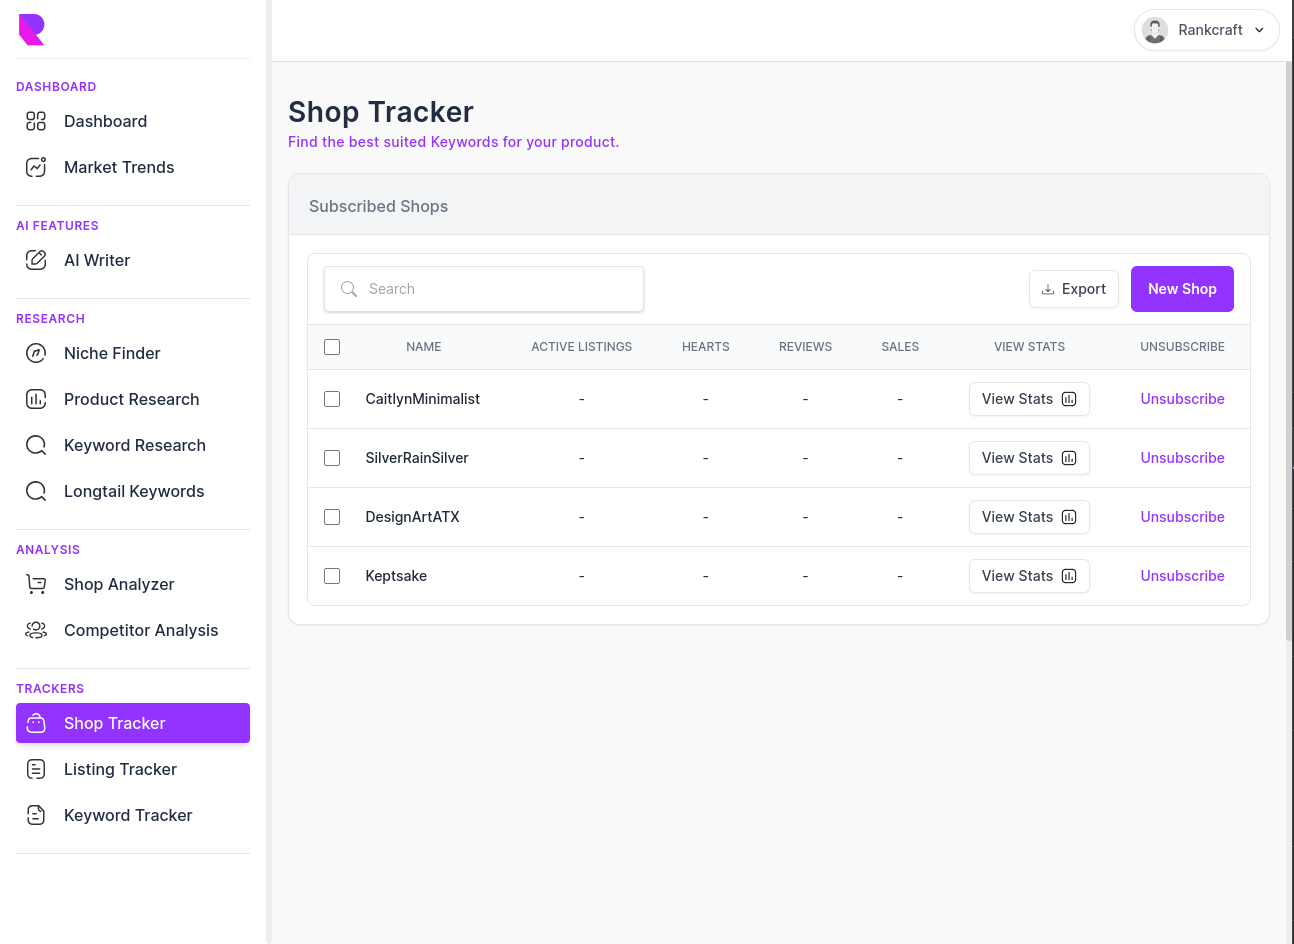 Rankcraft
DASHBOARD
Dashboard
Market Trends
AI FEATURES
AI Writer
RESEARCH
Niche Finder
Product Research
Keyword Research
Longtail Keywords
ANALYSIS
Shop Analyzer
Competitor Analysis
TRACKERS
Shop Tracker
Listing Tracker
Keyword Tracker
Shop Tracker
Find the best suited Keywords for your product.
Subscribed Shops
Search Export New Shop
NAME ACTIVE LISTINGS HEARTS REVIEWS SALES VIEW STATS UNSUBSCRIBE
CaitlynMinimalist - - - - View Stats Unsubscribe
SilverRainSilver - - - - View Stats Unsubscribe
DesignArtATX - - - - View Stats Unsubscribe
Keptsake - - - - View Stats Unsubscribe